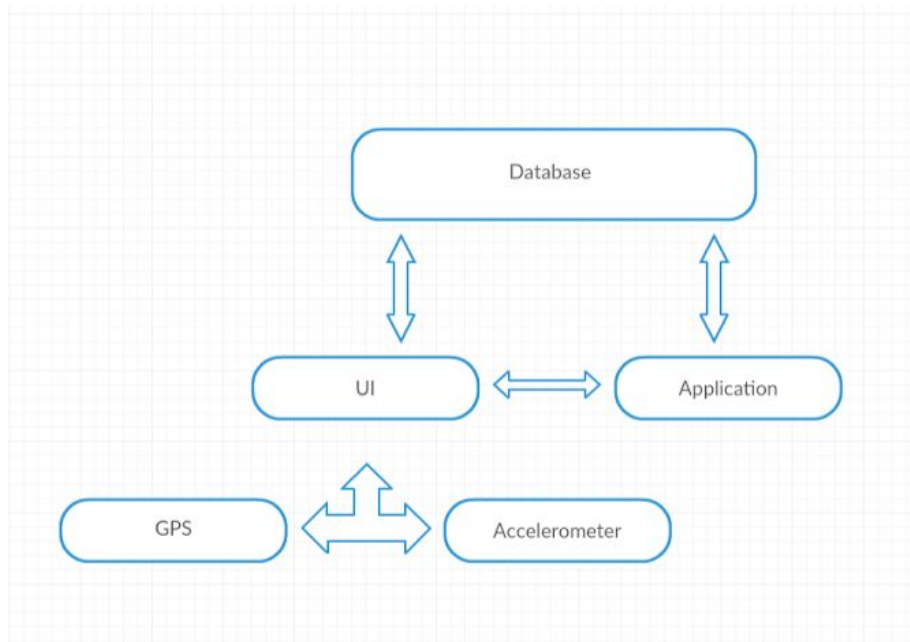 Database
UI
Application
GPS
Accelerometer